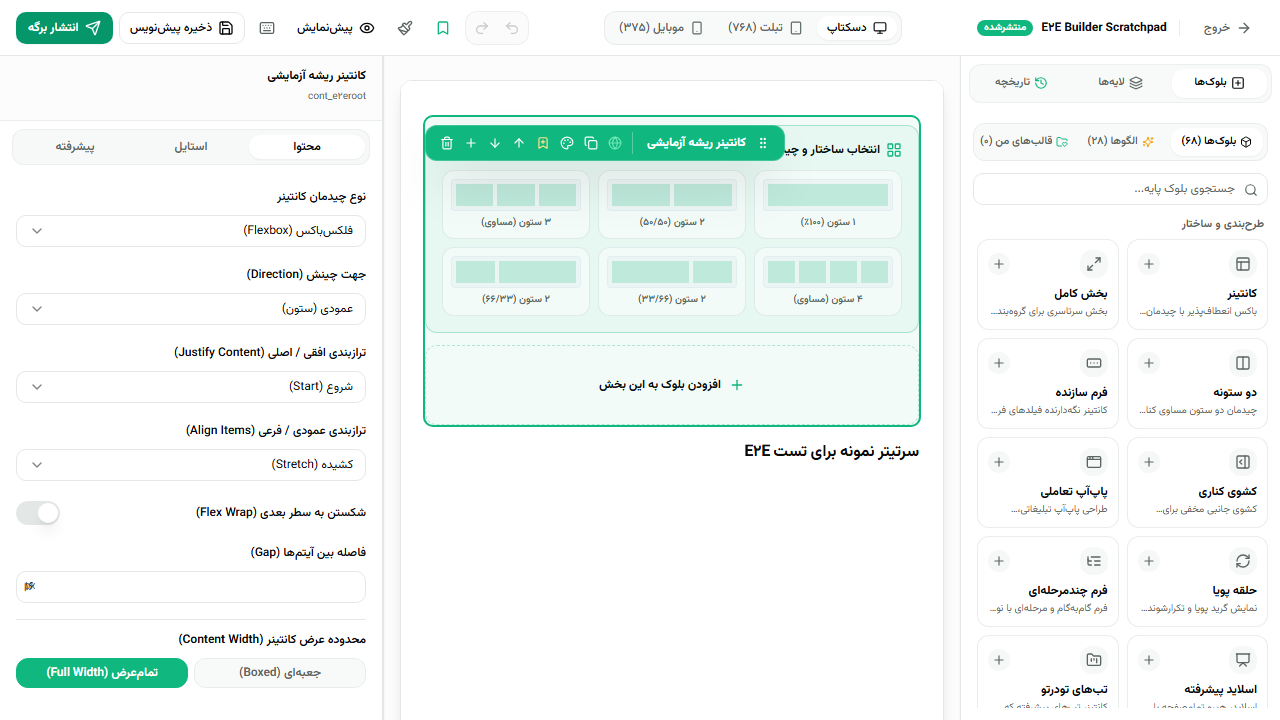 خروج
E۲E Builder Scratchpad
منتشرشده
دسکتاپ
تبلت (۷۶۸)
موبایل (۳۷۵)
پیش‌نمایش
ذخیره پیش‌نویس
انتشار برگه
بلوک‌ها
لایه‌ها
تاریخچه
بلوک‌ها (۶۸)
الگوها (۲۸)
قالب‌های من (۰)
جستجوی بلوک پایه...
طرح‌بندی و ساختار
کانتینر
باکس انعطاف‌پذیر با چیدمان...
بخش کامل
بخش سرتاسری برای گروه‌بند...
دو ستونه
چیدمان دو ستون مساوی کنا...
فرم سازنده
کانتینر نگه‌دارنده فیلدهای فر...
کشوی کناری
کشوی جانبی مخفی برای...
پاپ‌آپ تعاملی
طراحی پاپ‌آپ تبلیغاتی،...
حلقه پویا
نمایش گرید پویا و تکرارشونده...
فرم چندمرحله‌ای
فرم گام‌به‌گام و مرحله‌ای با نو...
اسلاید پیشرفته
تب‌های تودرتو
کانتینر ریشه آزمایشی
انتخاب ساختار و
۱ ستون (۱۰۰٪)
۲ ستون (۵۰/۵۰)
۳ ستون (مساوی)
۴ ستون (مساوی)
۲ ستون (۳۳/۶۶)
۲ ستون (۶۶/۳۳)
افزودن بلوک به این بخش
سرتیتر نمونه برای تست E۲E
کانتینر ریشه آزمایشی
cont_e۲eroot
محتوا
استایل
پیشرفته
نوع چیدمان کانتینر
فلکس‌باکس (Flexbox)
جهت چینش (Direction)
عمودی (ستون)
ترازبندی افقی / اصلی (Justify Content)
شروع (Start)
ترازبندی عمودی / فرعی (Align Items)
کشیده (Stretch)
شکستن به سطر بعدی (Flex Wrap)
فاصله بین آیتم‌ها (Gap)
محدوده عرض کانتینر (Content Width)
جعبه‌ای (Boxed)
تمام‌عرض (Full Width)